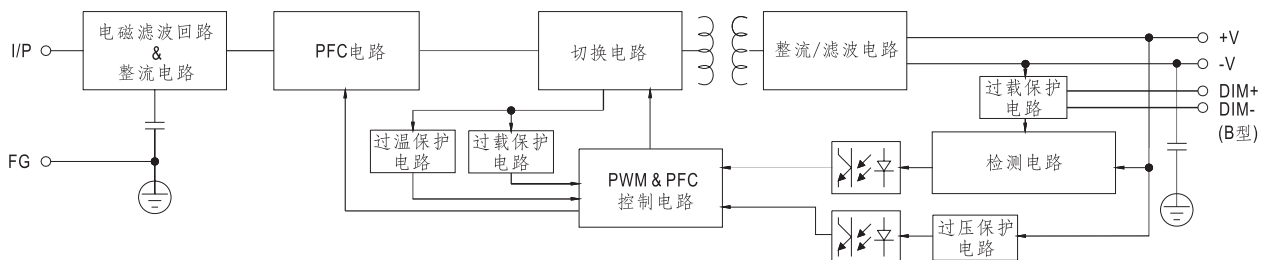 I/P
电磁滤波回路
&
整流电路
PFC电路
切换电路
整流/滤波电路
+V
-V
过载保护
电路
DIM+
DIM-
(B型)
过温保护
电路
过载保护
电路
FG
PWM & PFC
控制电路
检测电路
过压保护
电路